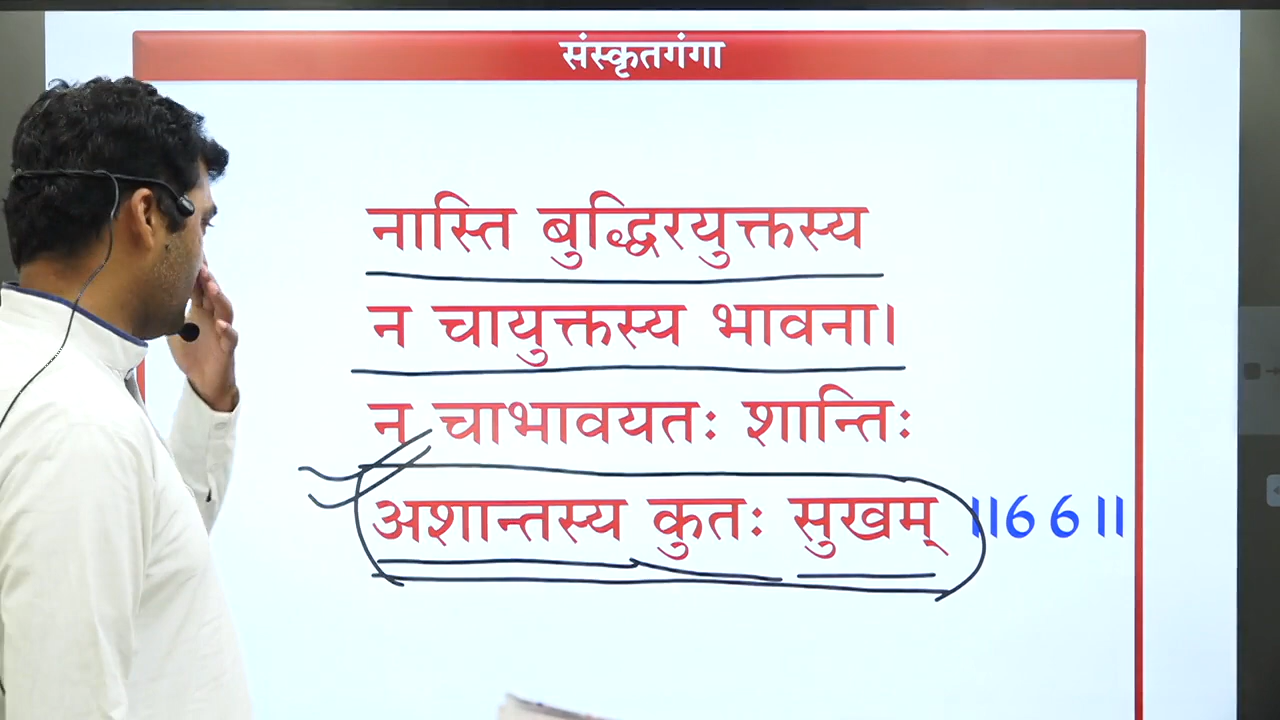 संस्कृतगंगा
नास्ति बुद्धिरयुक्तस्य
न चायुक्तस्य भावना।
न चाभावयतः शान्तिः
अशान्तस्य कुतः सुखम् ॥66॥